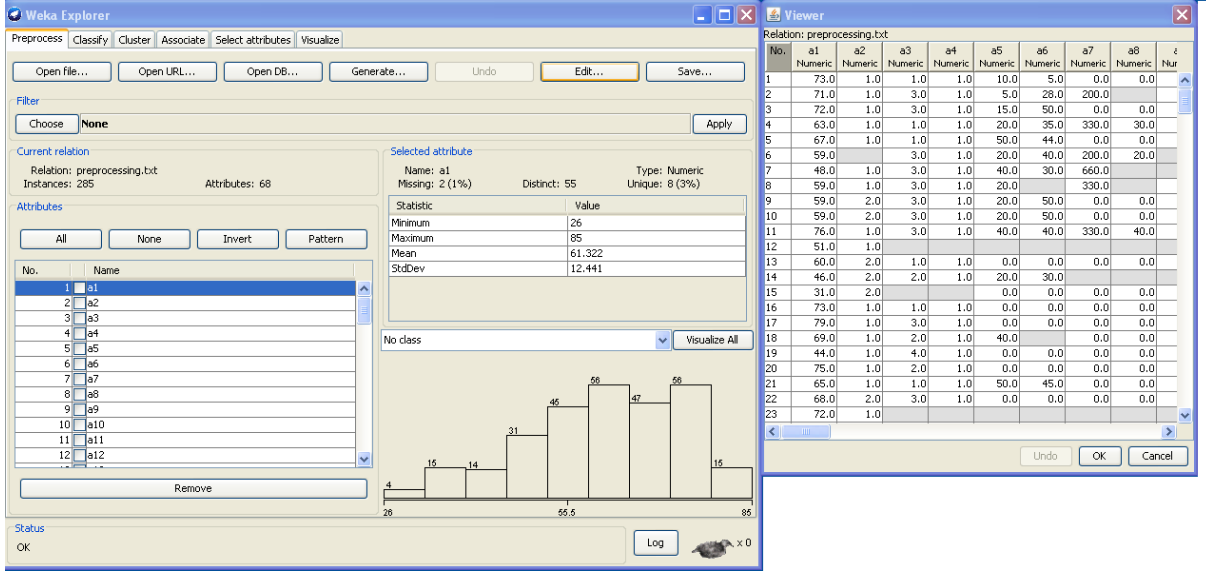 Weka Explorer
Preprocess Classify Cluster Associate Select attributes Visualize
Open file... Open URL... Open DB... Generate... Undo Edit... Save...
Filter
Choose None Apply
Current relation
Relation: preprocessing.txt
Instances: 285 Attributes: 68
Attributes
All None Invert Pattern
No. Name
1 a1
2 a2
3 a3
4 a4
5 a5
6 a6
7 a7
8 a8
9 a9
10 a10
11 a11
12 a12
Remove
Selected attribute
Name: a1 Type: Numeric
Missing: 2 (1%) Distinct: 55 Unique: 8 (3%)
Statistic Value
Minimum 26
Maximum 85
Mean 61.322
StdDev 12.441
No class Visualize All
4 15 14 31 45 56 47 56 15
26 55.5 85
Status
OK
Log x 0
Viewer
Relation: preprocessing.txt
No. a1 a2 a3 a4 a5 a6 a7 a8
Numeric Numeric Numeric Numeric Numeric Numeric Numeric Numeric Nur
1 73.0 1.0 1.0 1.0 10.0 5.0 0.0 0.0
2 71.0 1.0 3.0 1.0 5.0 28.0 200.0
3 72.0 1.0 3.0 1.0 15.0 50.0 0.0 0.0
4 63.0 1.0 1.0 1.0 20.0 35.0 330.0 30.0
5 67.0 1.0 1.0 1.0 50.0 44.0 0.0 0.0
6 59.0 3.0 1.0 20.0 40.0 200.0 20.0
7 48.0 1.0 3.0 1.0 40.0 30.0 660.0
8 59.0 1.0 3.0 1.0 20.0 330.0
9 59.0 2.0 3.0 1.0 20.0 50.0 0.0 0.0
10 59.0 2.0 3.0 1.0 20.0 50.0 0.0 0.0
11 76.0 1.0 3.0 1.0 40.0 40.0 330.0 40.0
12 51.0 1.0
13 60.0 2.0 1.0 1.0 0.0 0.0 0.0 0.0
14 46.0 2.0 2.0 1.0 20.0 30.0
15 31.0 2.0 0.0 0.0 0.0 0.0
16 73.0 1.0 1.0 1.0 0.0 0.0 0.0 0.0
17 79.0 1.0 3.0 1.0 0.0 0.0 0.0 0.0
18 69.0 1.0 2.0 1.0 40.0 0.0 0.0
19 44.0 1.0 4.0 1.0 0.0 0.0 0.0 0.0
20 75.0 1.0 2.0 1.0 0.0 0.0 0.0 0.0
21 65.0 1.0 1.0 1.0 50.0 45.0 0.0 0.0
22 68.0 2.0 3.0 1.0 0.0 0.0 0.0 0.0
23 72.0 1.0
Undo OK Cancel